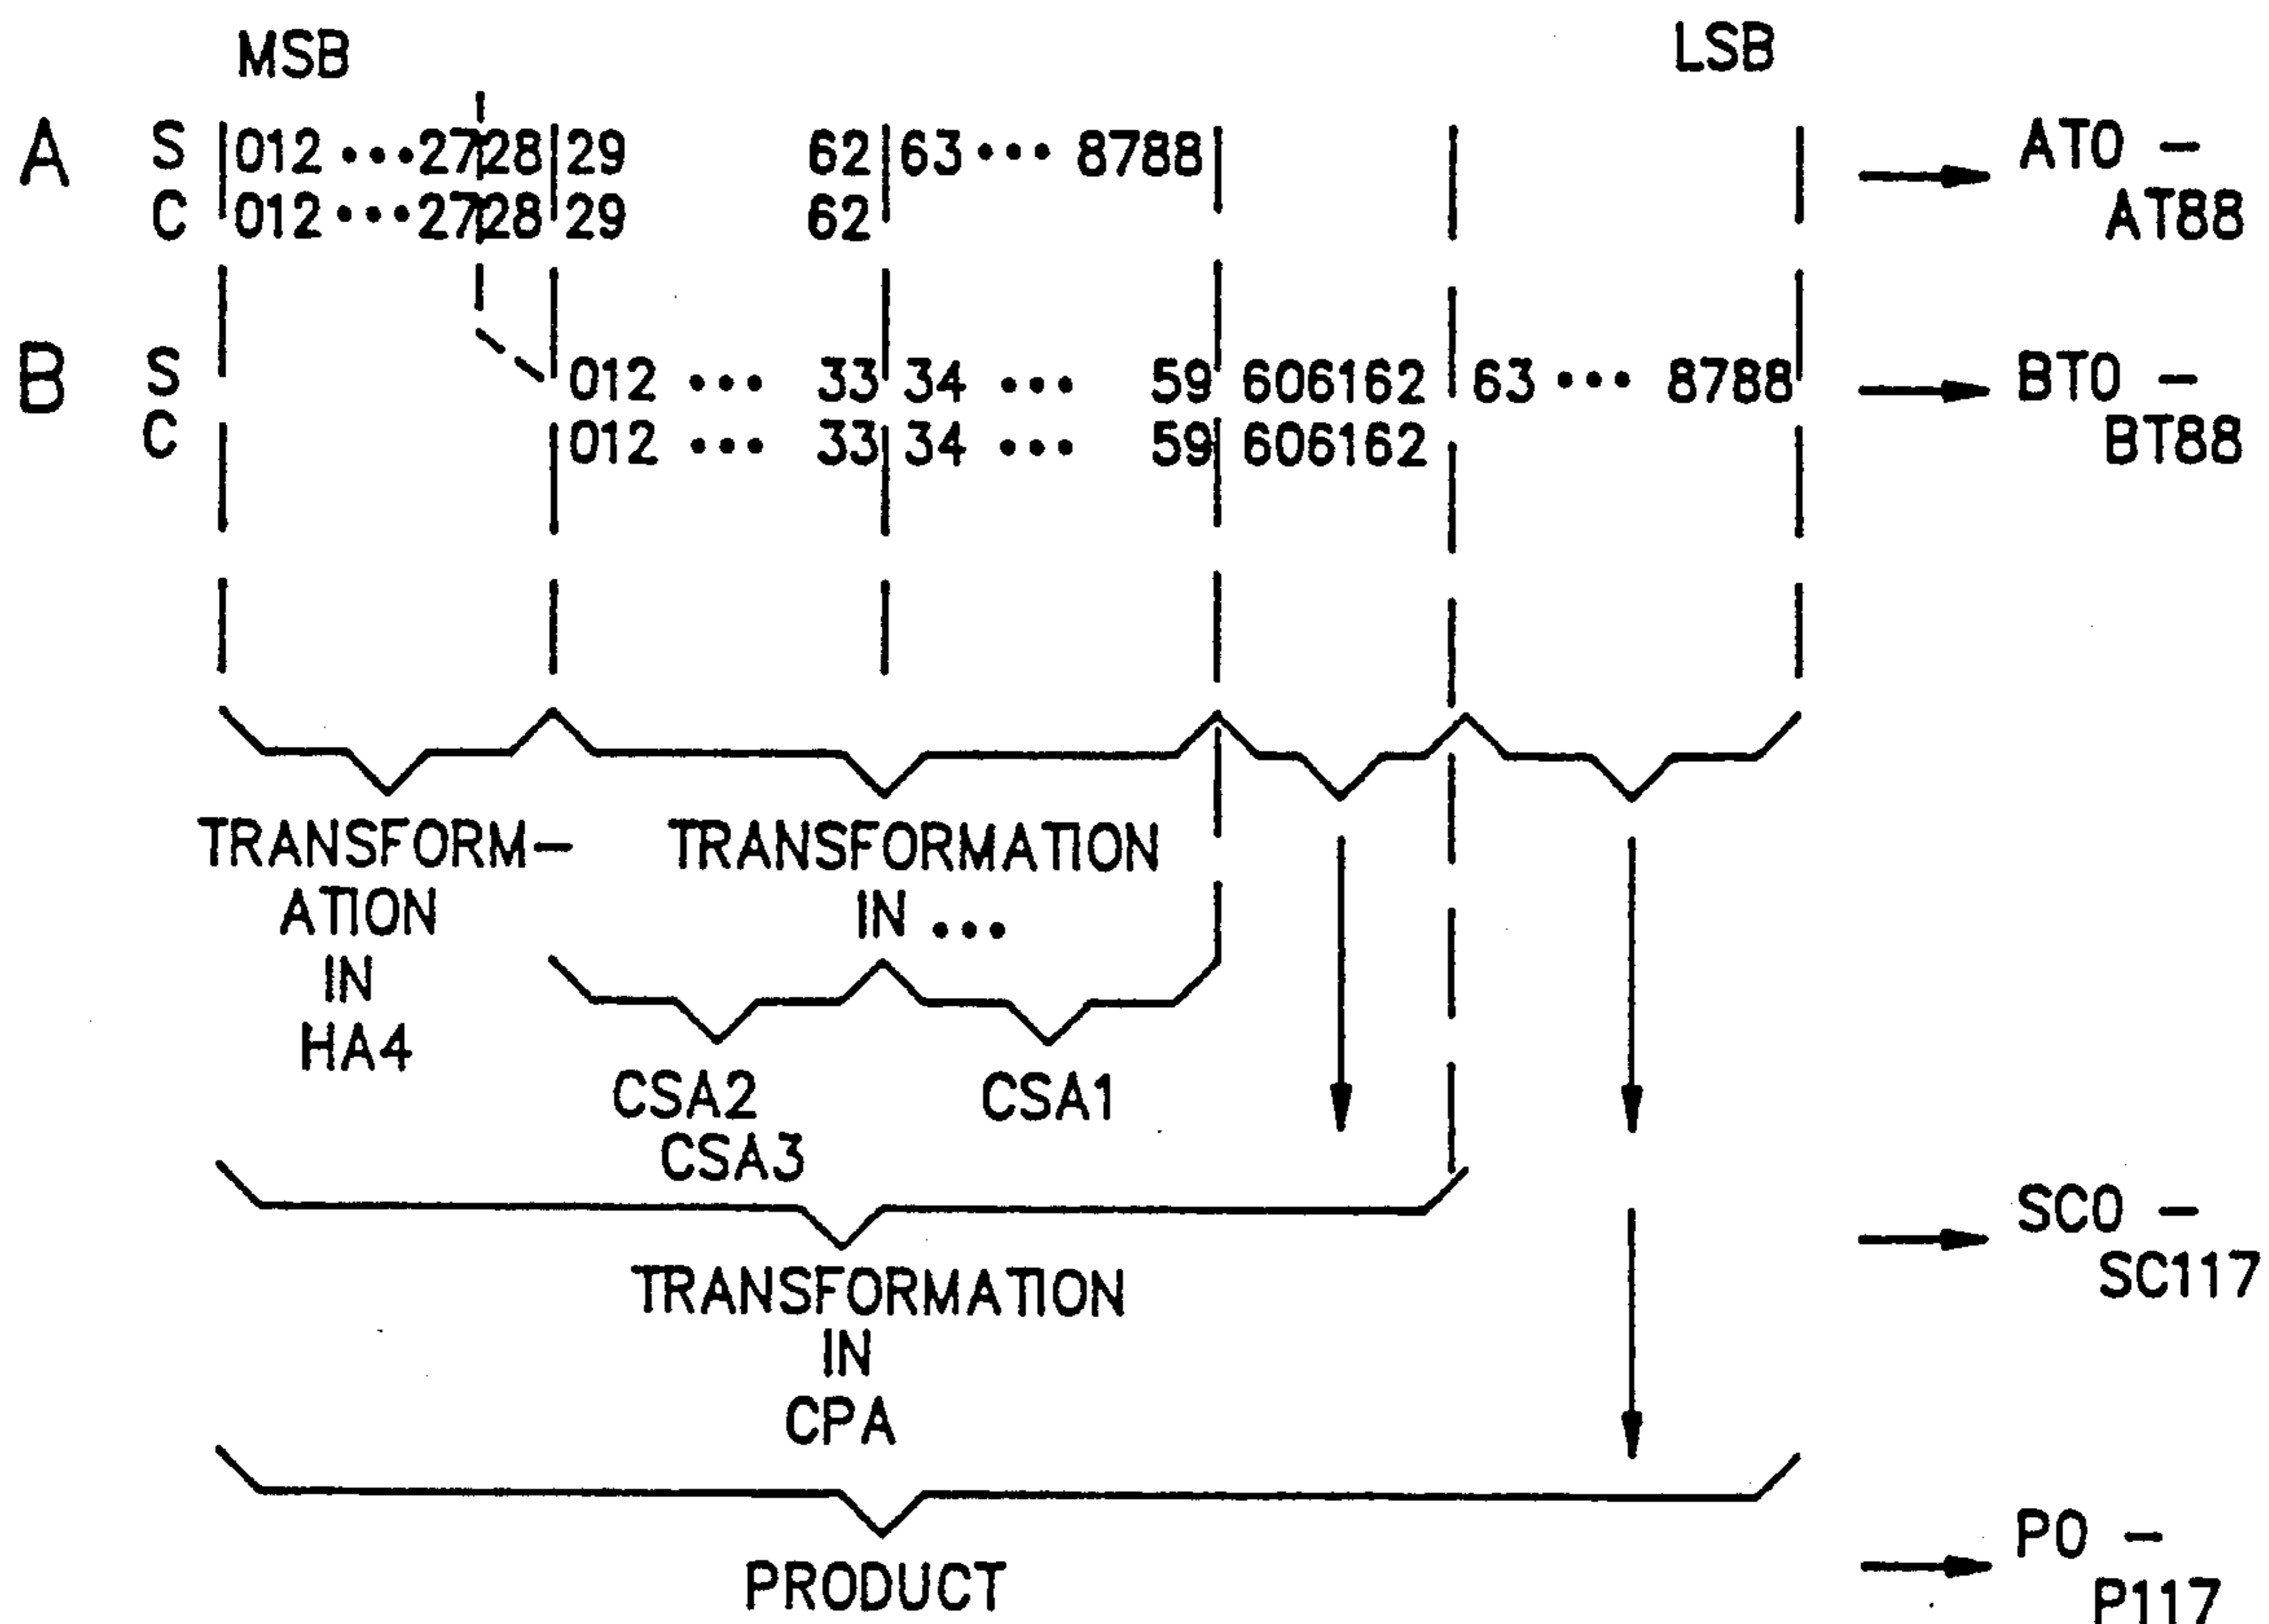 MSB LSB
A S 012 ••• 27 28 29 62 63 ••• 8788 AT0 –
C 012 ••• 27 28 29 62 AT88
B S 012 ••• 33 34 ••• 59 606162 63 ••• 8788 BT0 –
C 012 ••• 33 34 ••• 59 606162 BT88
TRANSFORM– TRANSFORMATION
ATION IN •••
IN
HA4
CSA2 CSA1
CSA3
SC0 –
SC117
TRANSFORMATION
IN
CPA
P0 –
PRODUCT P117